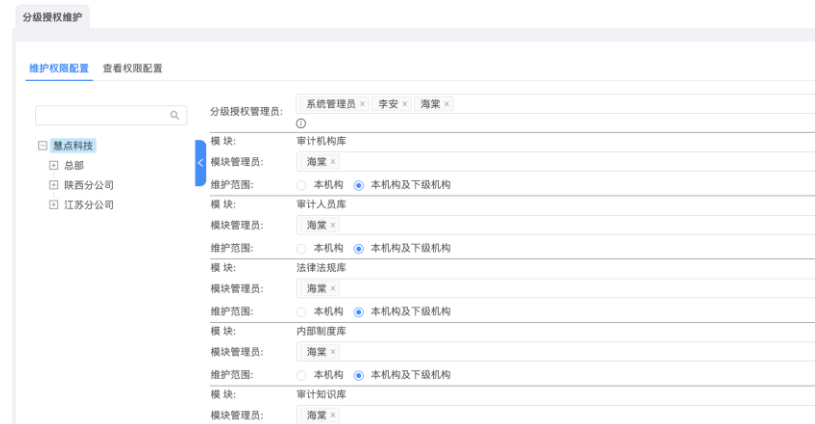 分级授权维护
维护权限配置 查看权限配置
慧点科技
总部
陕西分公司
江苏分公司
分级授权管理员: 系统管理员 × 李安 × 海棠 ×
模 块: 审计机构库
模块管理员: 海棠 ×
维护范围: 本机构 本机构及下级机构
模 块: 审计人员库
模块管理员: 海棠 ×
维护范围: 本机构 本机构及下级机构
模 块: 法律法规库
模块管理员: 海棠 ×
维护范围: 本机构 本机构及下级机构
模 块: 内部制度库
模块管理员: 海棠 ×
维护范围: 本机构 本机构及下级机构
模 块: 审计知识库
模块管理员: 海棠 ×